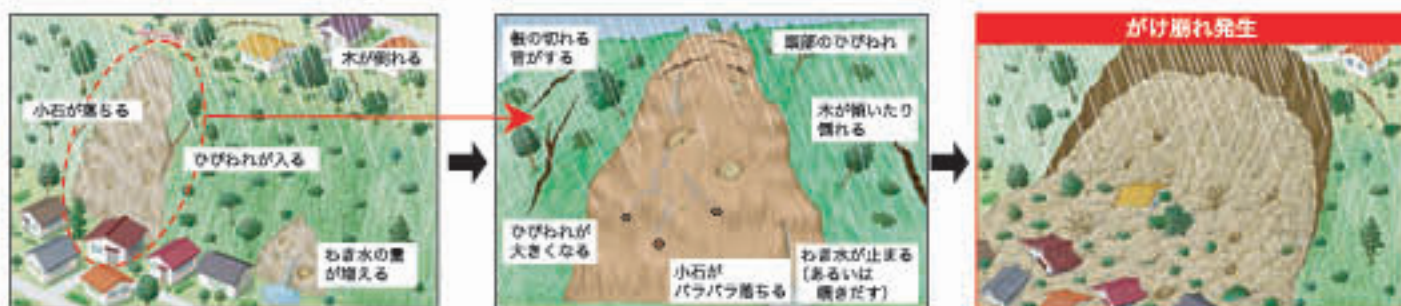 木が倒れる
小石が落ちる
ひびわれが入る
わき水の量
が増える
根の切れる
音がする
頭部のひびわれ
木が傾いたり
倒れる
ひびわれが
大きくなる
小石が
パラパラ落ちる
わき水が止まる
（あるいは
噴きだす）
がけ崩れ発生